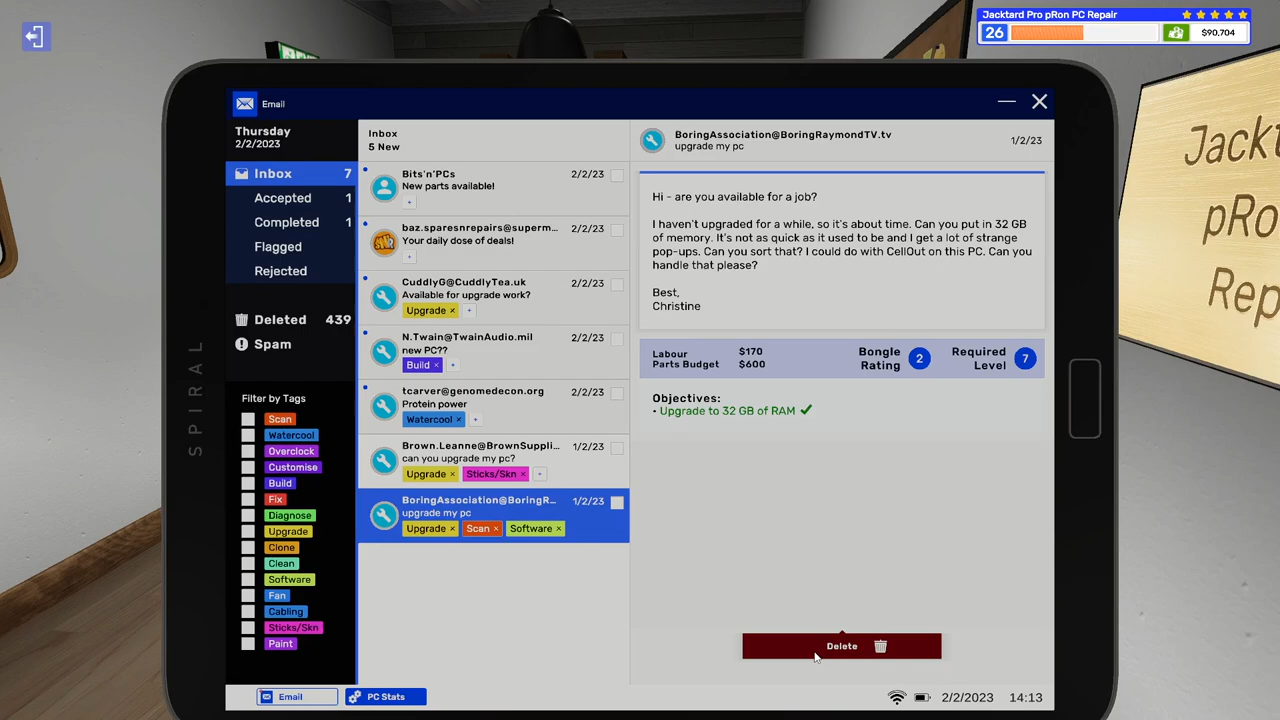 Jacktard Pro pRon PC Repair
26
$90,704
Email
Thursday
2/2/2023
Inbox 7
Accepted 1
Completed 1
Flagged
Rejected
Deleted 439
Spam
Filter by Tags
Scan
Watercool
Overclock
Customise
Build
Fix
Diagnose
Upgrade
Clone
Clean
Software
Fan
Cabling
Sticks/Skn
Paint
Inbox
5 New
Bits'n'PCs 2/2/23
New parts available!
+
baz.sparesnrepairs@superm... 2/2/23
Your daily dose of deals!
+
CuddlyG@CuddlyTea.uk 2/2/23
Available for upgrade work?
Upgrade × +
N.Twain@TwainAudio.mil 2/2/23
new PC??
Build × +
tcarver@genomedecon.org 2/2/23
Protein power
Watercool × +
Brown.Leanne@BrownSuppli... 1/2/23
can you upgrade my pc?
Upgrade × Sticks/Skn × +
BoringAssociation@BoringR... 1/2/23
upgrade my pc
Upgrade × Scan × Software ×
BoringAssociation@BoringRaymondTV.tv 1/2/23
upgrade my pc
Hi - are you available for a job?
I haven't upgraded for a while, so it's about time. Can you put in 32 GB
of memory. It's not as quick as it used to be and I get a lot of strange
pop-ups. Can you sort that? I could do with CellOut on this PC. Can you
handle that please?
Best,
Christine
Labour $170
Parts Budget $600
Bongle
Rating 2
Required
Level 7
Objectives:
• Upgrade to 32 GB of RAM ✓
Delete
SPIRAL
Email
PC Stats
2/2/2023 14:13
Jackt
pRo
Rep